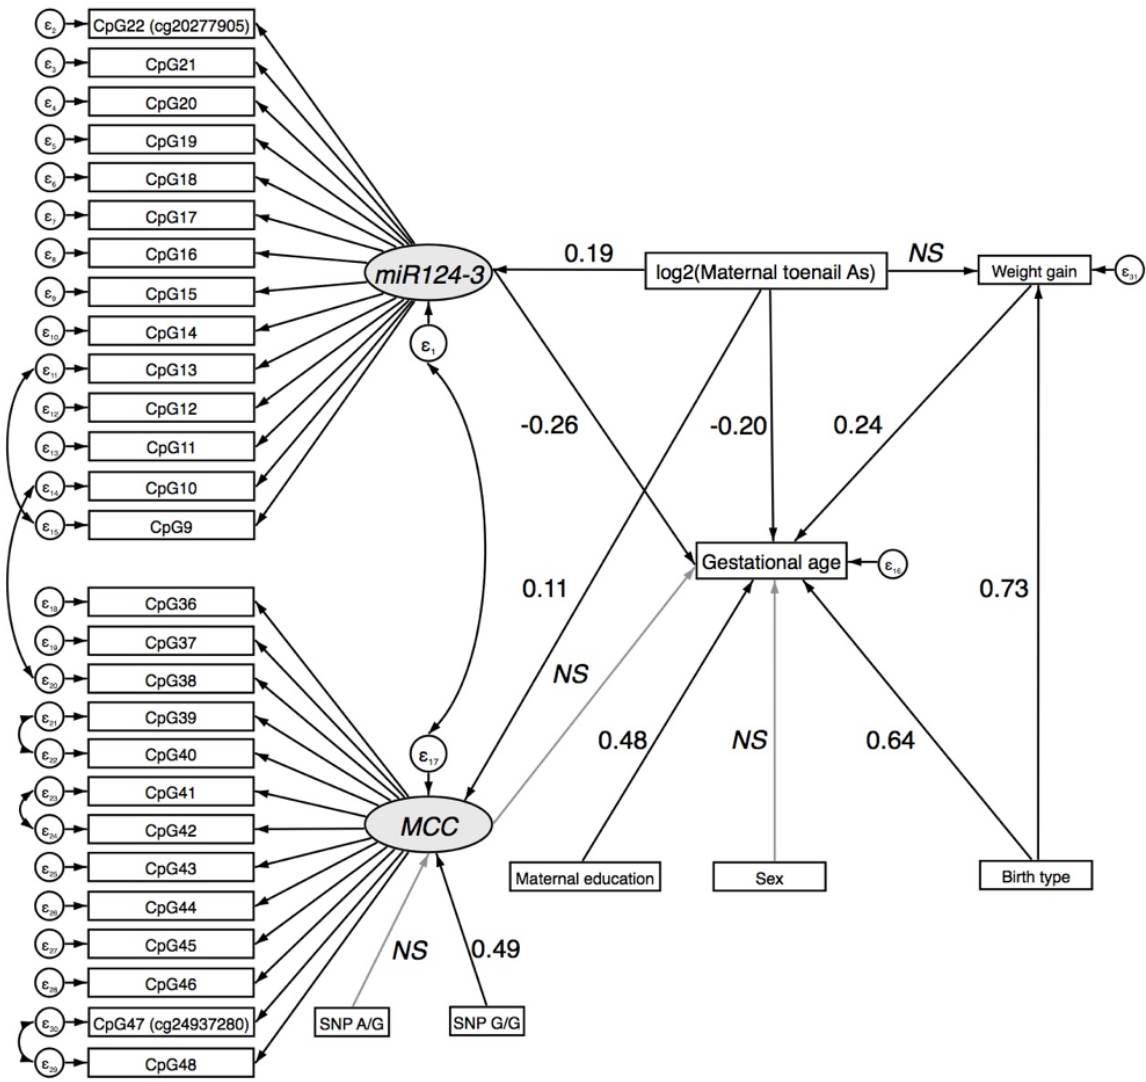 ε2 CpG22 (cg20277905)
ε3 CpG21
ε4 CpG20
ε5 CpG19
ε6 CpG18
ε7 CpG17
ε8 CpG16
ε9 CpG15
ε10 CpG14
ε11 CpG13
ε12 CpG12
ε13 CpG11
ε14 CpG10
ε15 CpG9
miR124-3
ε1
0.19
log2(Maternal toenail As)
NS
Weight gain
ε31
-0.26
-0.20
0.24
Gestational age
ε16
0.11
0.73
NS
0.48
NS
0.64
ε18 CpG36
ε19 CpG37
ε20 CpG38
ε21 CpG39
ε22 CpG40
ε23 CpG41
ε24 CpG42
ε25 CpG43
ε26 CpG44
ε27 CpG45
ε28 CpG46
ε30 CpG47 (cg24937280)
ε29 CpG48
ε17
MCC
Maternal education
Sex
Birth type
NS
0.49
SNP A/G
SNP G/G